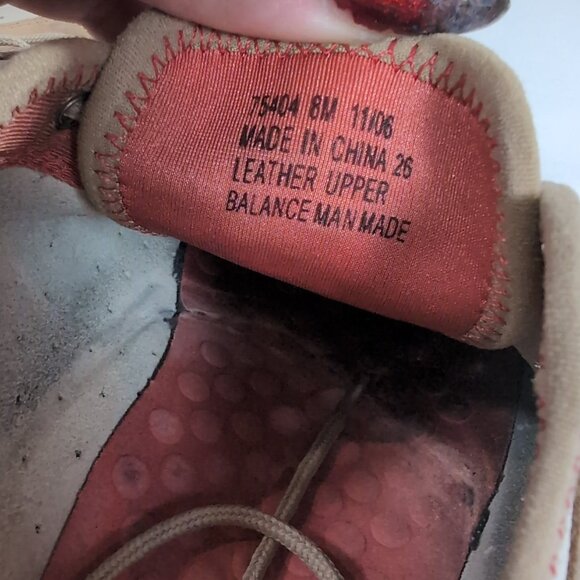 75404 8M 11/06
MADE IN CHINA 26
LEATHER UPPER
BALANCE MAN MADE